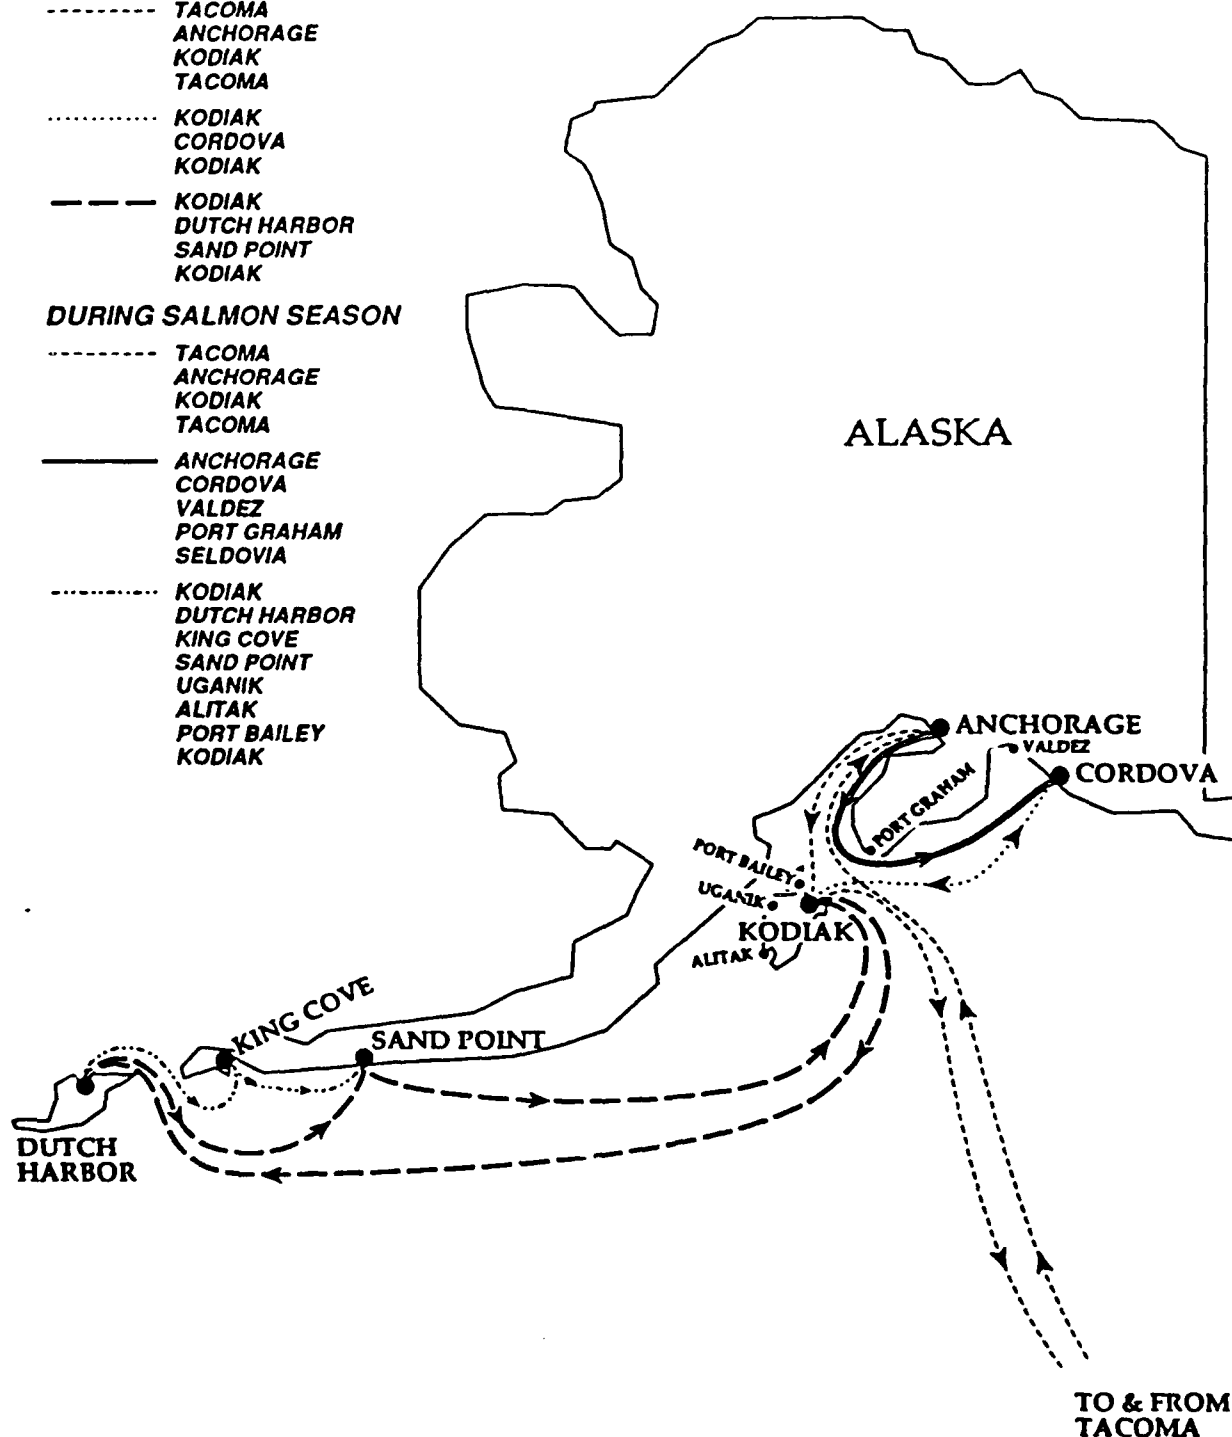 TACOMA
ANCHORAGE
KODIAK
TACOMA
KODIAK
CORDOVA
KODIAK
KODIAK
DUTCH HARBOR
SAND POINT
KODIAK
DURING SALMON SEASON
TACOMA
ANCHORAGE
KODIAK
TACOMA
ANCHORAGE
CORDOVA
VALDEZ
PORT GRAHAM
SELDOVIA
KODIAK
DUTCH HARBOR
KING COVE
SAND POINT
UGANIK
ALITAK
PORT BAILEY
KODIAK
ALASKA
ANCHORAGE
VALDEZ
CORDOVA
PORT GRAHAM
PORT BAILEY
UGANIK
KODIAK
ALITAK
KING COVE
SAND POINT
DUTCH
HARBOR
TO & FROM
TACOMA